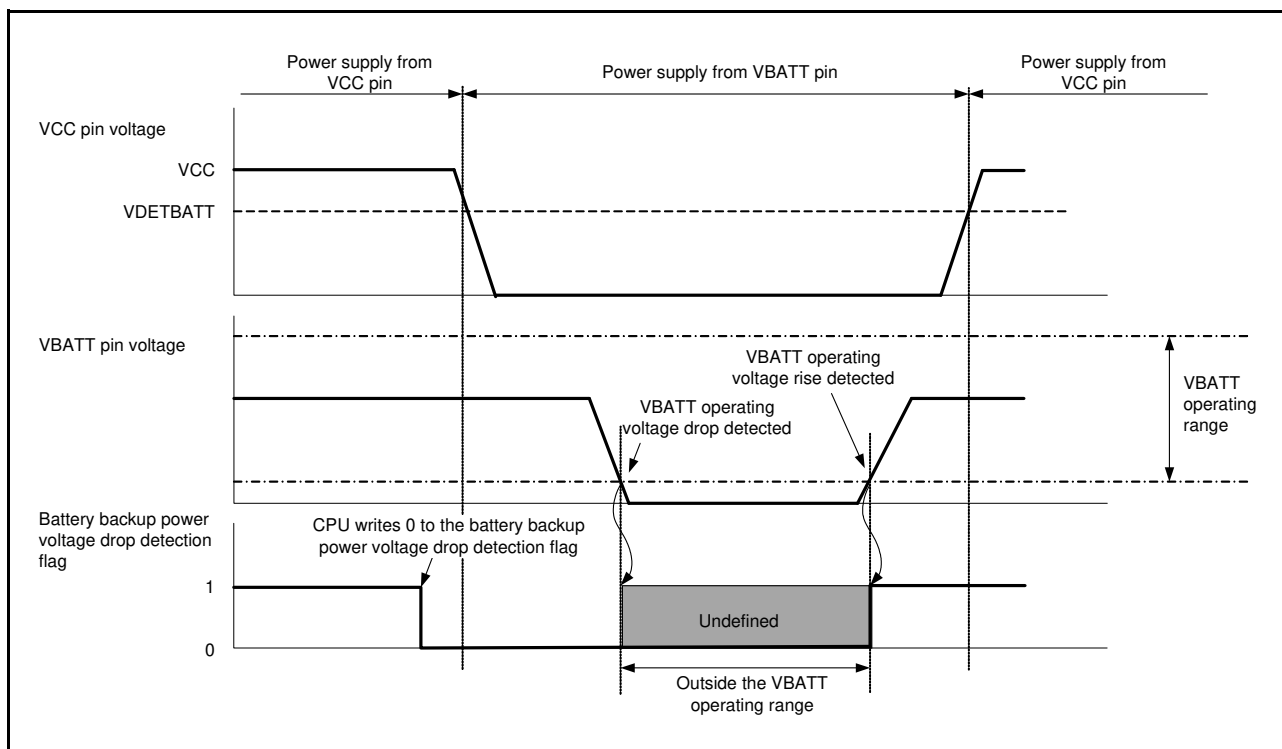 Power supply from
VCC pin
Power supply from VBATT pin
Power supply from
VCC pin
VCC pin voltage
VCC
VDETBATT
VBATT pin voltage
VBATT operating
voltage rise detected
VBATT operating
voltage drop detected
VBATT
operating
range
Battery backup power
voltage drop detection
flag
CPU writes 0 to the battery backup
power voltage drop detection flag
1
Undefined
0
Outside the VBATT
operating range